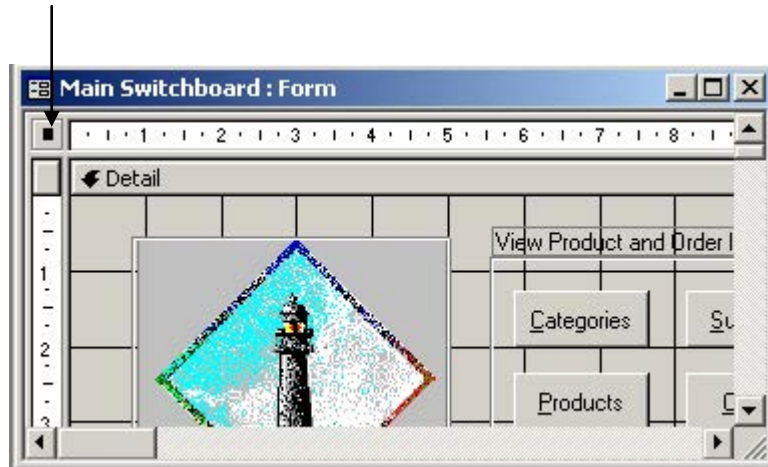 Main Switchboard : Form
1 2 3 4 5 6 7 8
Detail
View Product and Order
1
Categories
2
Products
3